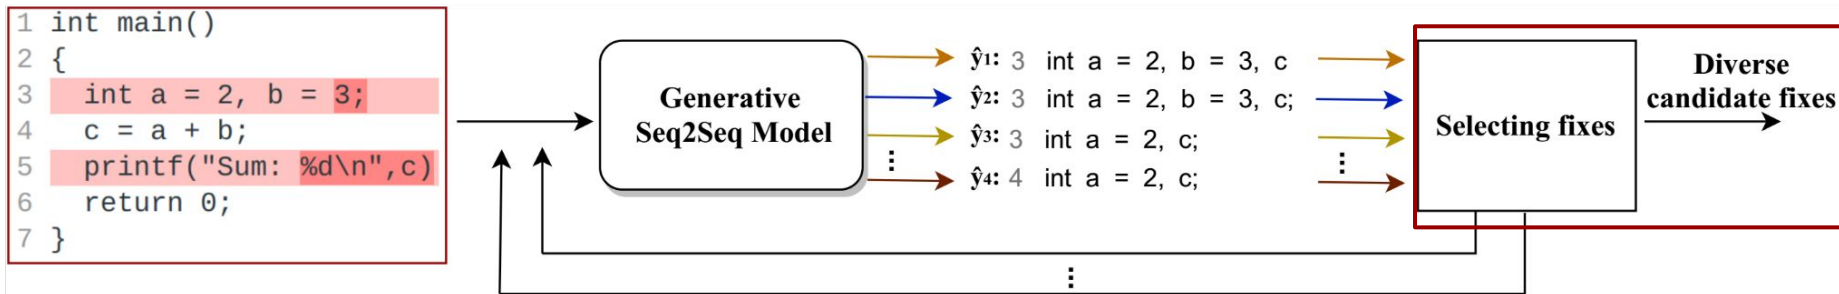 1 int main()
2 {
3 int a = 2, b = 3;
4 c = a + b;
5 printf("Sum: %d\n",c)
6 return 0;
7 }
Generative
Seq2Seq Model
ŷ1: 3 int a = 2, b = 3, c
ŷ2: 3 int a = 2, b = 3, c;
ŷ3: 3 int a = 2, c;
ŷ4: 4 int a = 2, c;
Selecting fixes
Diverse
candidate fixes